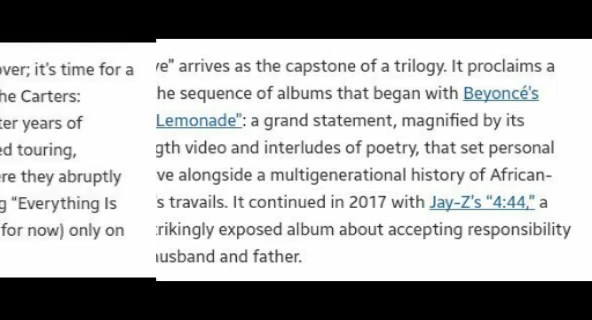 ver; it’s time for a
he Carters:
ter years of
ed touring,
re they abruptly
g “Everything Is
for now) only on
ve” arrives as the capstone of a trilogy. It proclaims a
he sequence of albums that began with Beyoncé’s
Lemonade”: a grand statement, magnified by its
gth video and interludes of poetry, that set personal
ve alongside a multigenerational history of African-
s travails. It continued in 2017 with Jay-Z’s “4:44,” a
rikingly exposed album about accepting responsibility
usband and father.